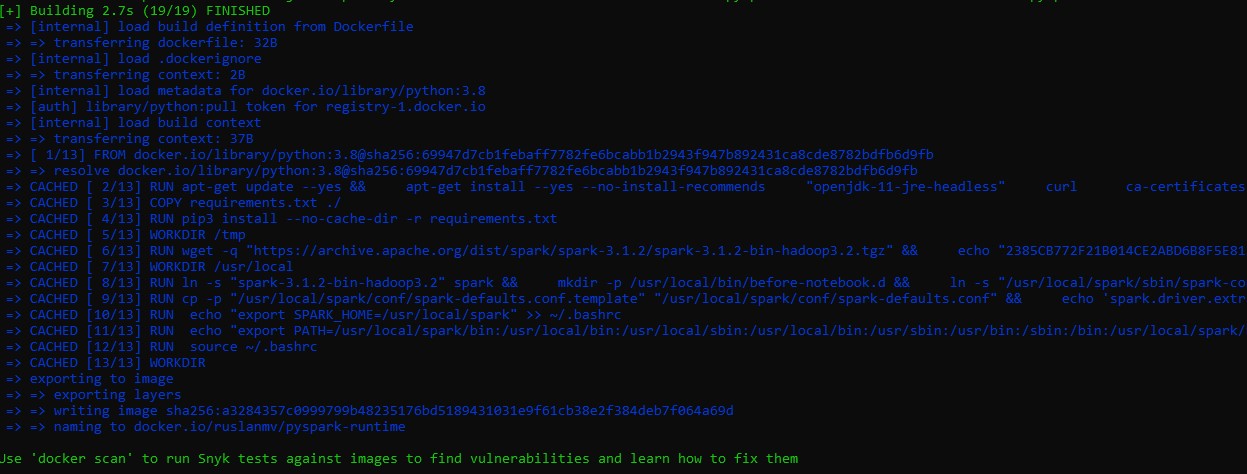 [+] Building 2.7s (19/19) FINISHED
=> [internal] load build definition from Dockerfile
=> => transferring dockerfile: 32B
=> [internal] load .dockerignore
=> => transferring context: 2B
=> [internal] load metadata for docker.io/library/python:3.8
=> [auth] library/python:pull token for registry-1.docker.io
=> [internal] load build context
=> => transferring context: 37B
=> [ 1/13] FROM docker.io/library/python:3.8@sha256:69947d7cb1febaff7782fe6bcabb1b2943f947b892431ca8cde8782bdfb6d9fb
=> => resolve docker.io/library/python:3.8@sha256:69947d7cb1febaff7782fe6bcabb1b2943f947b892431ca8cde8782bdfb6d9fb
=> CACHED [ 2/13] RUN apt-get update --yes &&     apt-get install --yes --no-install-recommends     "openjdk-11-jre-headless"     curl      ca-certificates
=> CACHED [ 3/13] COPY requirements.txt ./
=> CACHED [ 4/13] RUN pip3 install --no-cache-dir -r requirements.txt
=> CACHED [ 5/13] WORKDIR /tmp
=> CACHED [ 6/13] RUN wget -q "https://archive.apache.org/dist/spark/spark-3.1.2/spark-3.1.2-bin-hadoop3.2.tgz" &&     echo "2385CB772F21B014CE2ABD6B8F5E81
=> CACHED [ 7/13] WORKDIR /usr/local
=> CACHED [ 8/13] RUN ln -s "spark-3.1.2-bin-hadoop3.2" spark &&     mkdir -p /usr/local/bin/before-notebook.d &&     ln -s "/usr/local/spark/sbin/spark-co
=> CACHED [ 9/13] RUN cp -p "/usr/local/spark/conf/spark-defaults.conf.template" "/usr/local/spark/conf/spark-defaults.conf" &&     echo 'spark.driver.extr
=> CACHED [10/13] RUN  echo "export SPARK_HOME=/usr/local/spark" >> ~/.bashrc
=> CACHED [11/13] RUN  echo "export PATH=/usr/local/spark/bin:/usr/local/bin:/usr/local/sbin:/usr/local/bin:/usr/sbin:/usr/bin:/sbin:/bin:/usr/local/spark/
=> CACHED [12/13] RUN  source ~/.bashrc
=> CACHED [13/13] WORKDIR
=> exporting to image
=> => exporting layers
=> => writing image sha256:a3284357c0999799b48235176bd5189431031e9f61cb38e2f384deb7f064a69d
=> => naming to docker.io/ruslanmv/pyspark-runtime
Use 'docker scan' to run Snyk tests against images to find vulnerabilities and learn how to fix them